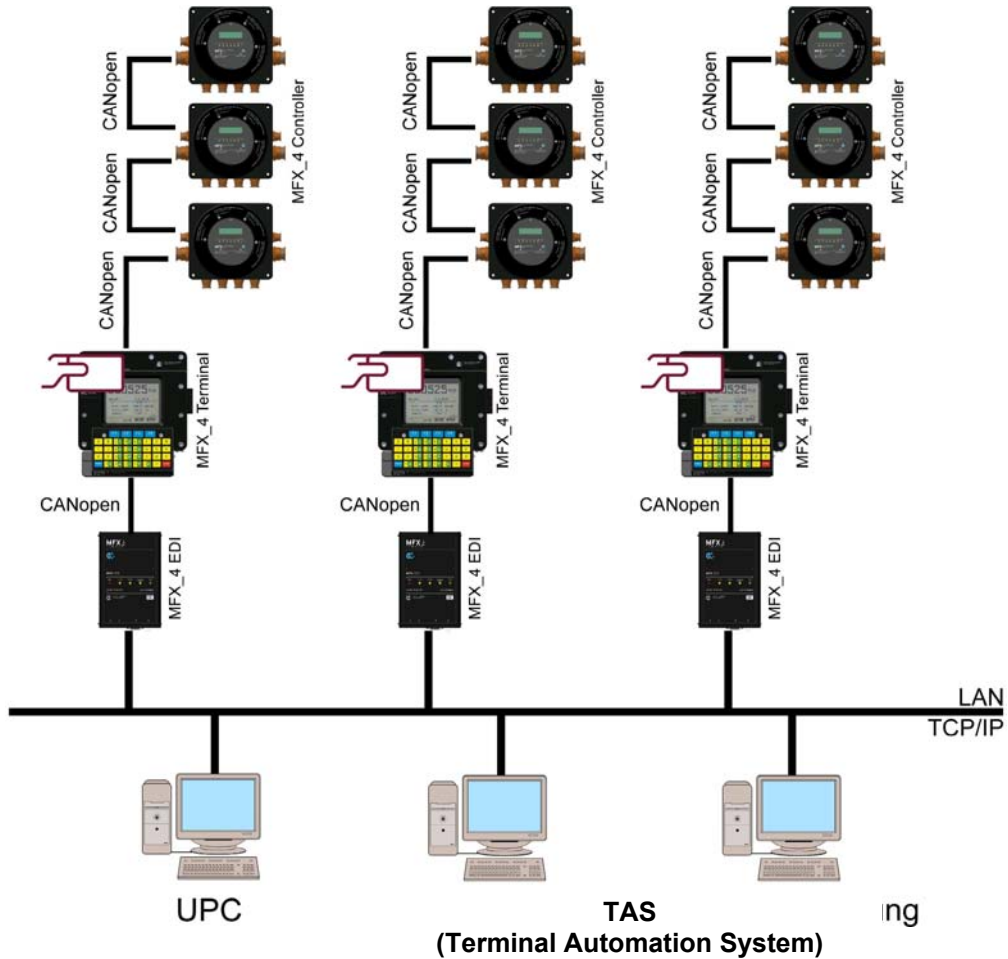 CANopen
CANopen
CANopen
MFX_4 Controller
CANopen
CANopen
CANopen
MFX_4 Controller
CANopen
CANopen
CANopen
MFX_4 Controller
MFX_4 Terminal
MFX_4 Terminal
MFX_4 Terminal
CANopen
CANopen
CANopen
MFX_4 EDI
MFX_4 EDI
MFX_4 EDI
LAN
TCP/IP
UPC
TAS
(Terminal Automation System)
ng